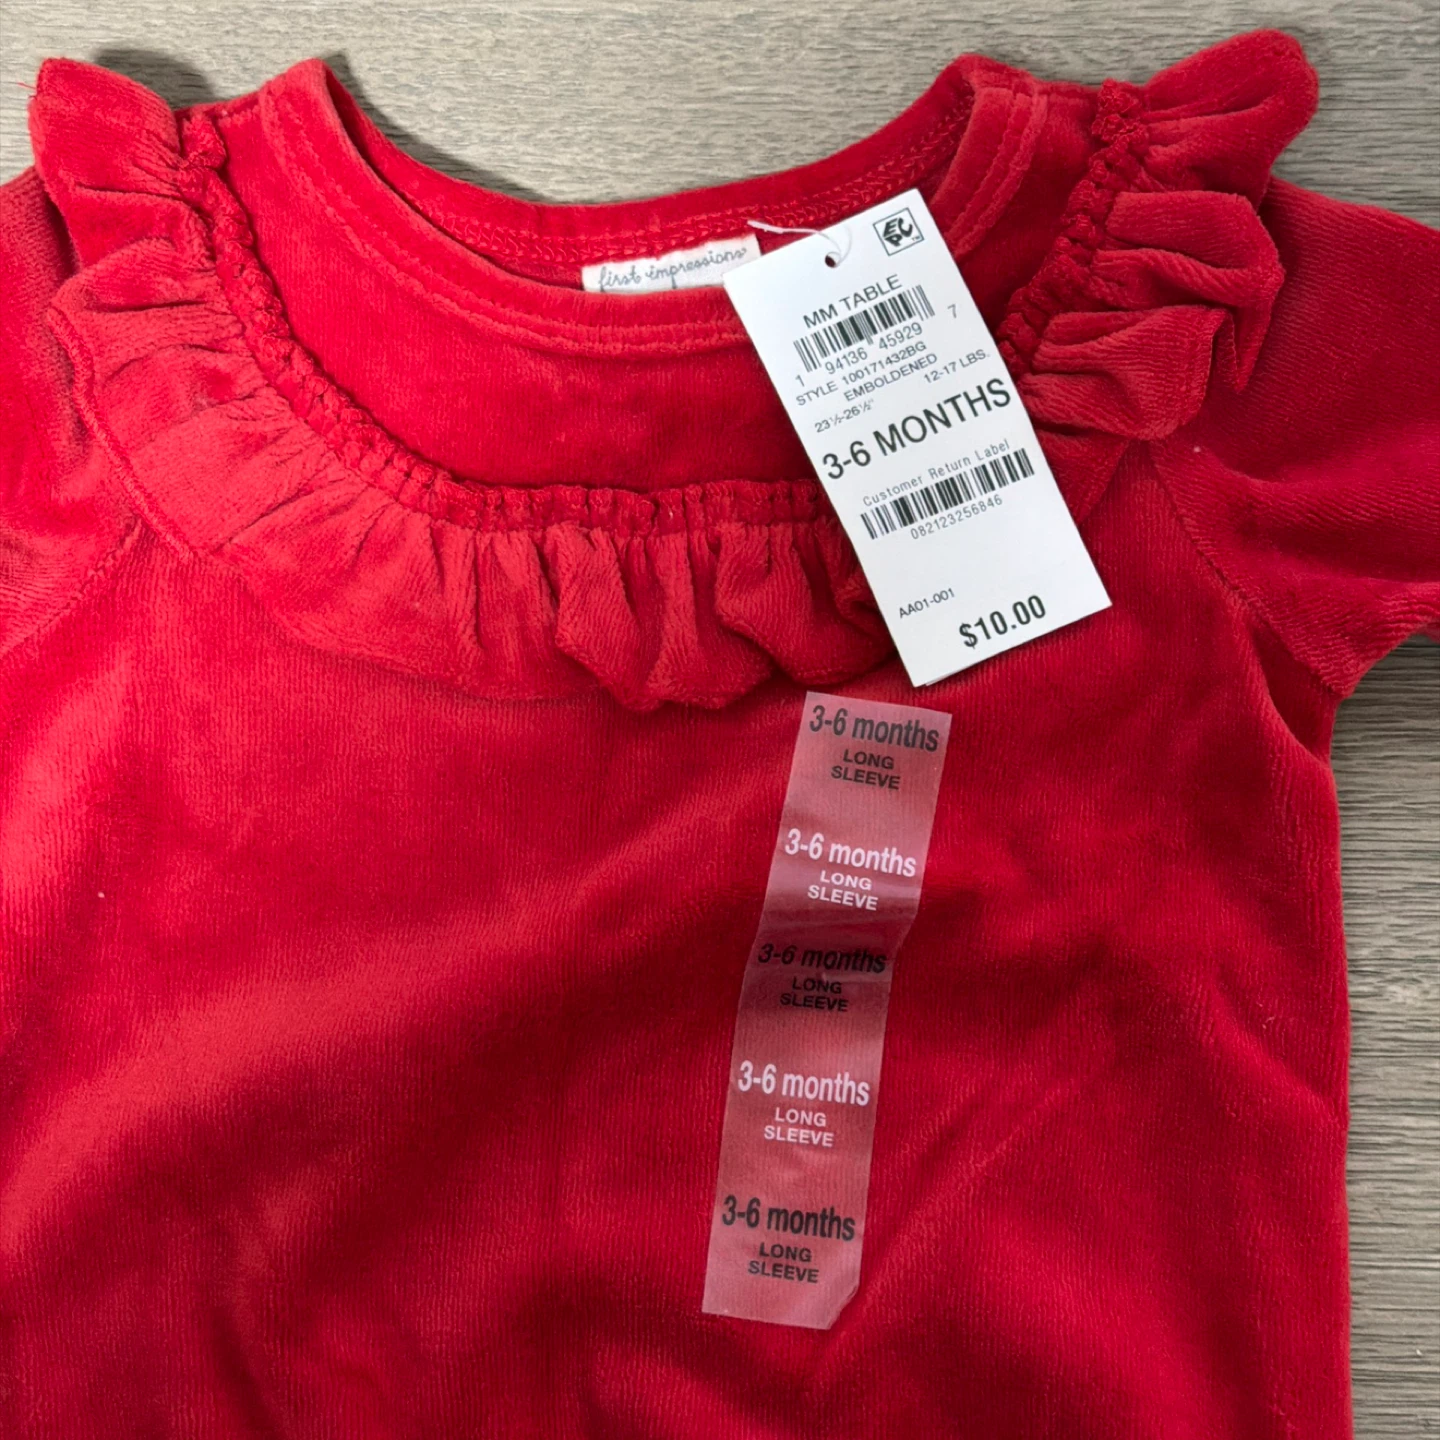 first impressions®
EPC™
MM TABLE
1 94136 45929 7
STYLE 100171432BG
EMBOLDENED
23½-26½" 12-17 LBS.
3-6 MONTHS
Customer Return Label
082123256846
AA01-001
$10.00
3-6 months
LONG
SLEEVE
3-6 months
LONG
SLEEVE
3-6 months
LONG
SLEEVE
3-6 months
LONG
SLEEVE
3-6 months
LONG
SLEEVE